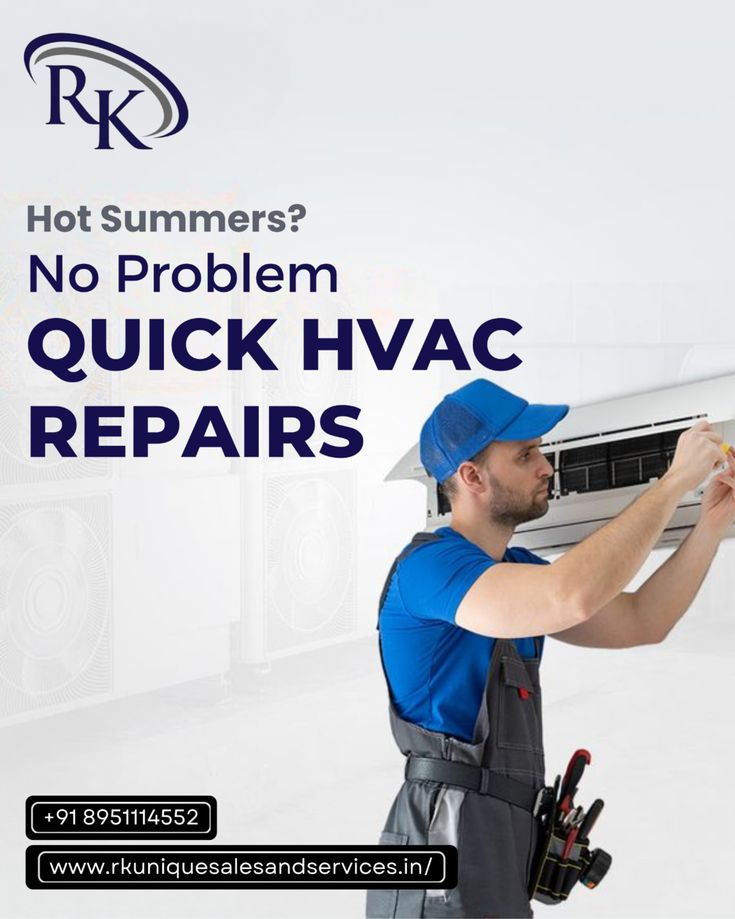 RK
Hot Summers?
No Problem
QUICK HVAC
REPAIRS
+91 8951114552
www.rkuniquesalesandservices.in/